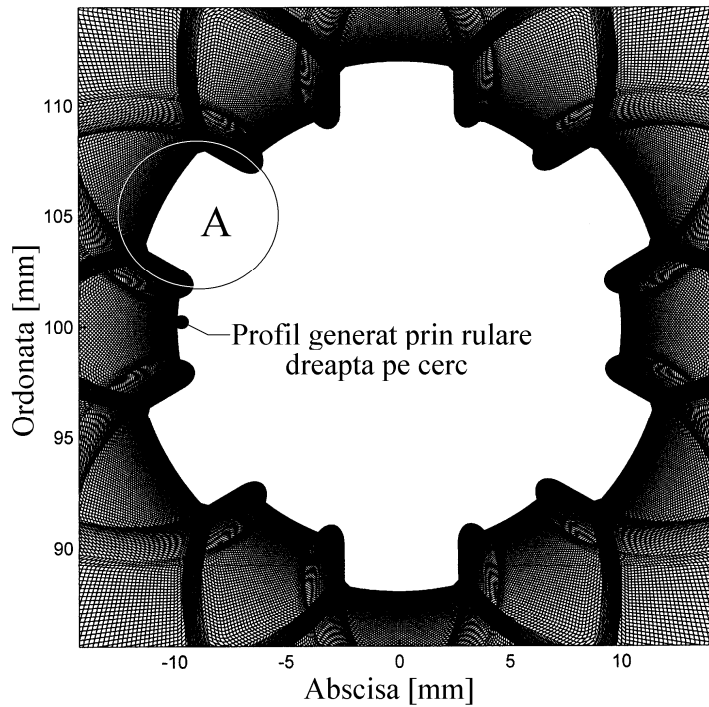 110
105
100
95
90
Ordonata [mm]
A
Profil generat prin rulare
dreapta pe cerc
-10
-5
0
5
10
Abscisa [mm]